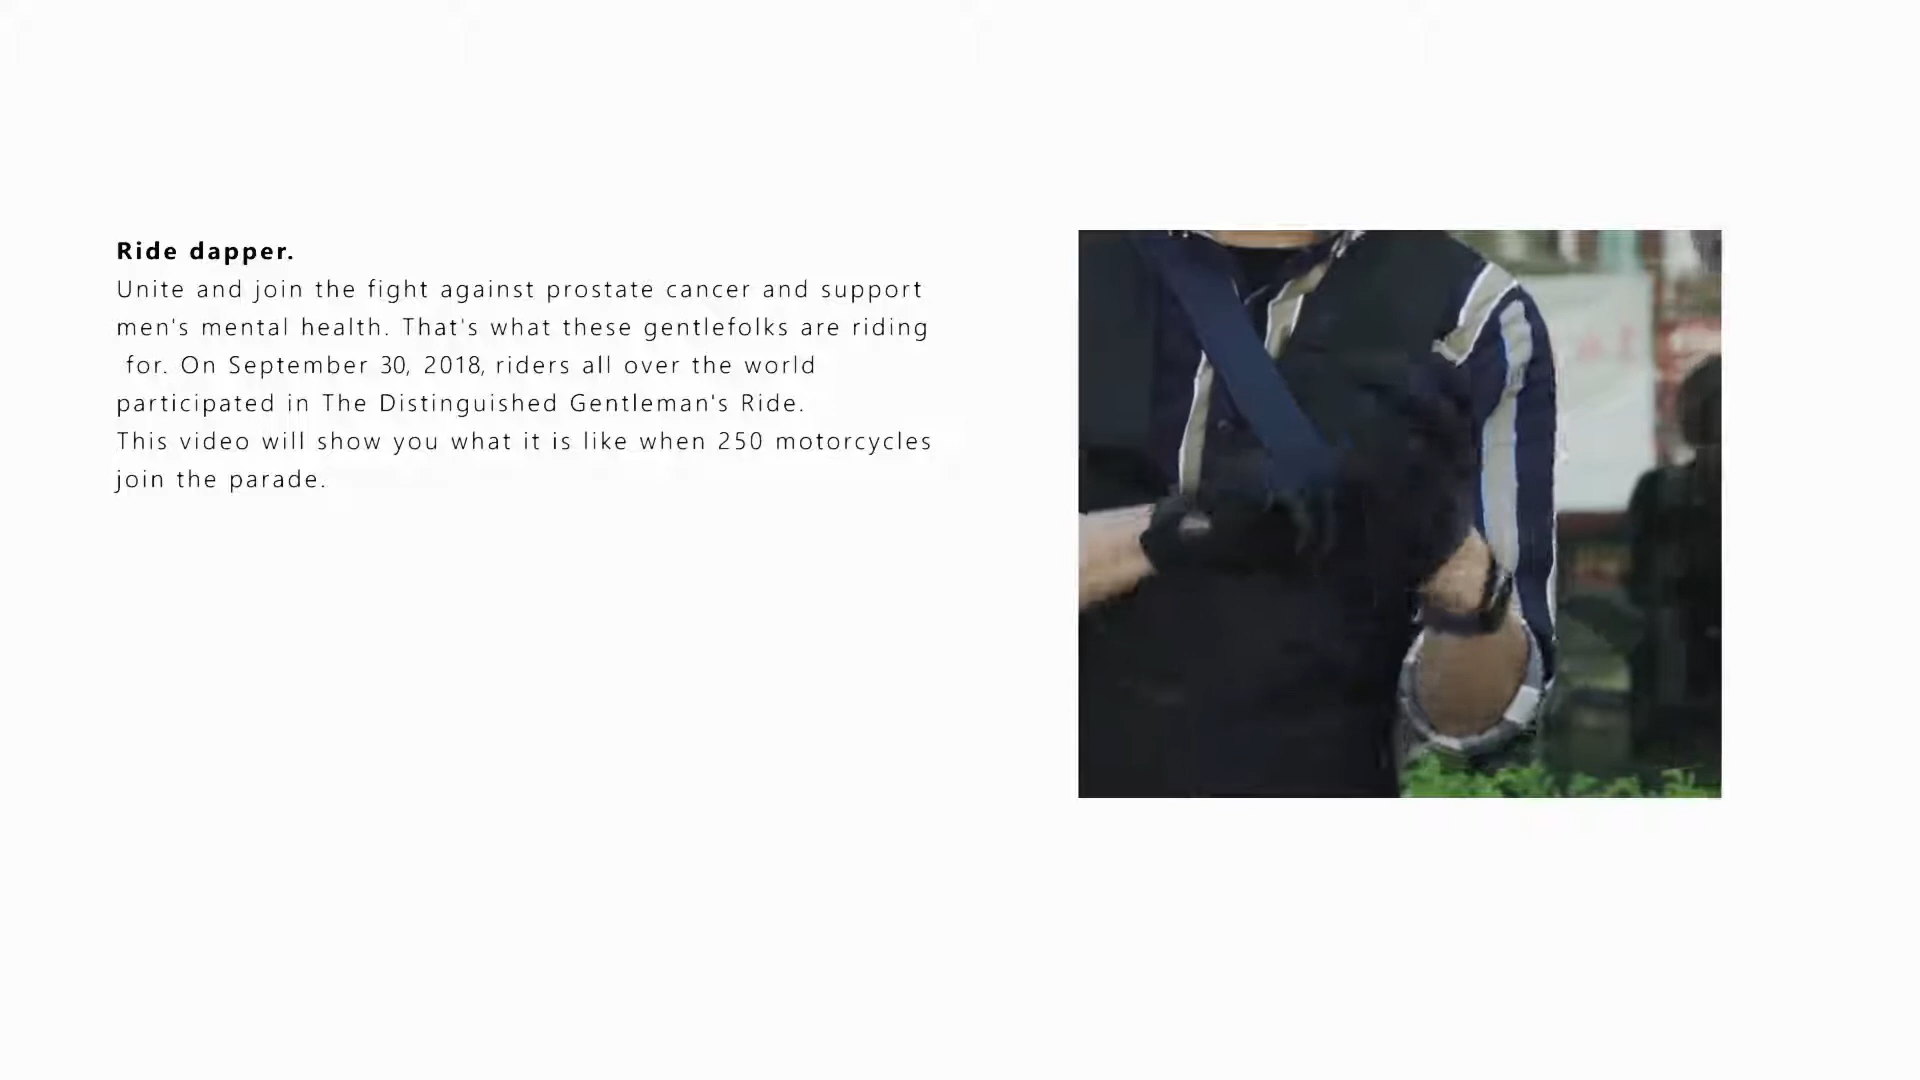 Ride dapper.
Unite and join the fight against prostate cancer and support
men's mental health. That's what these gentlefolks are riding
for. On September 30, 2018, riders all over the world
participated in The Distinguished Gentleman's Ride.
This video will show you what it is like when 250 motorcycles
join the parade.